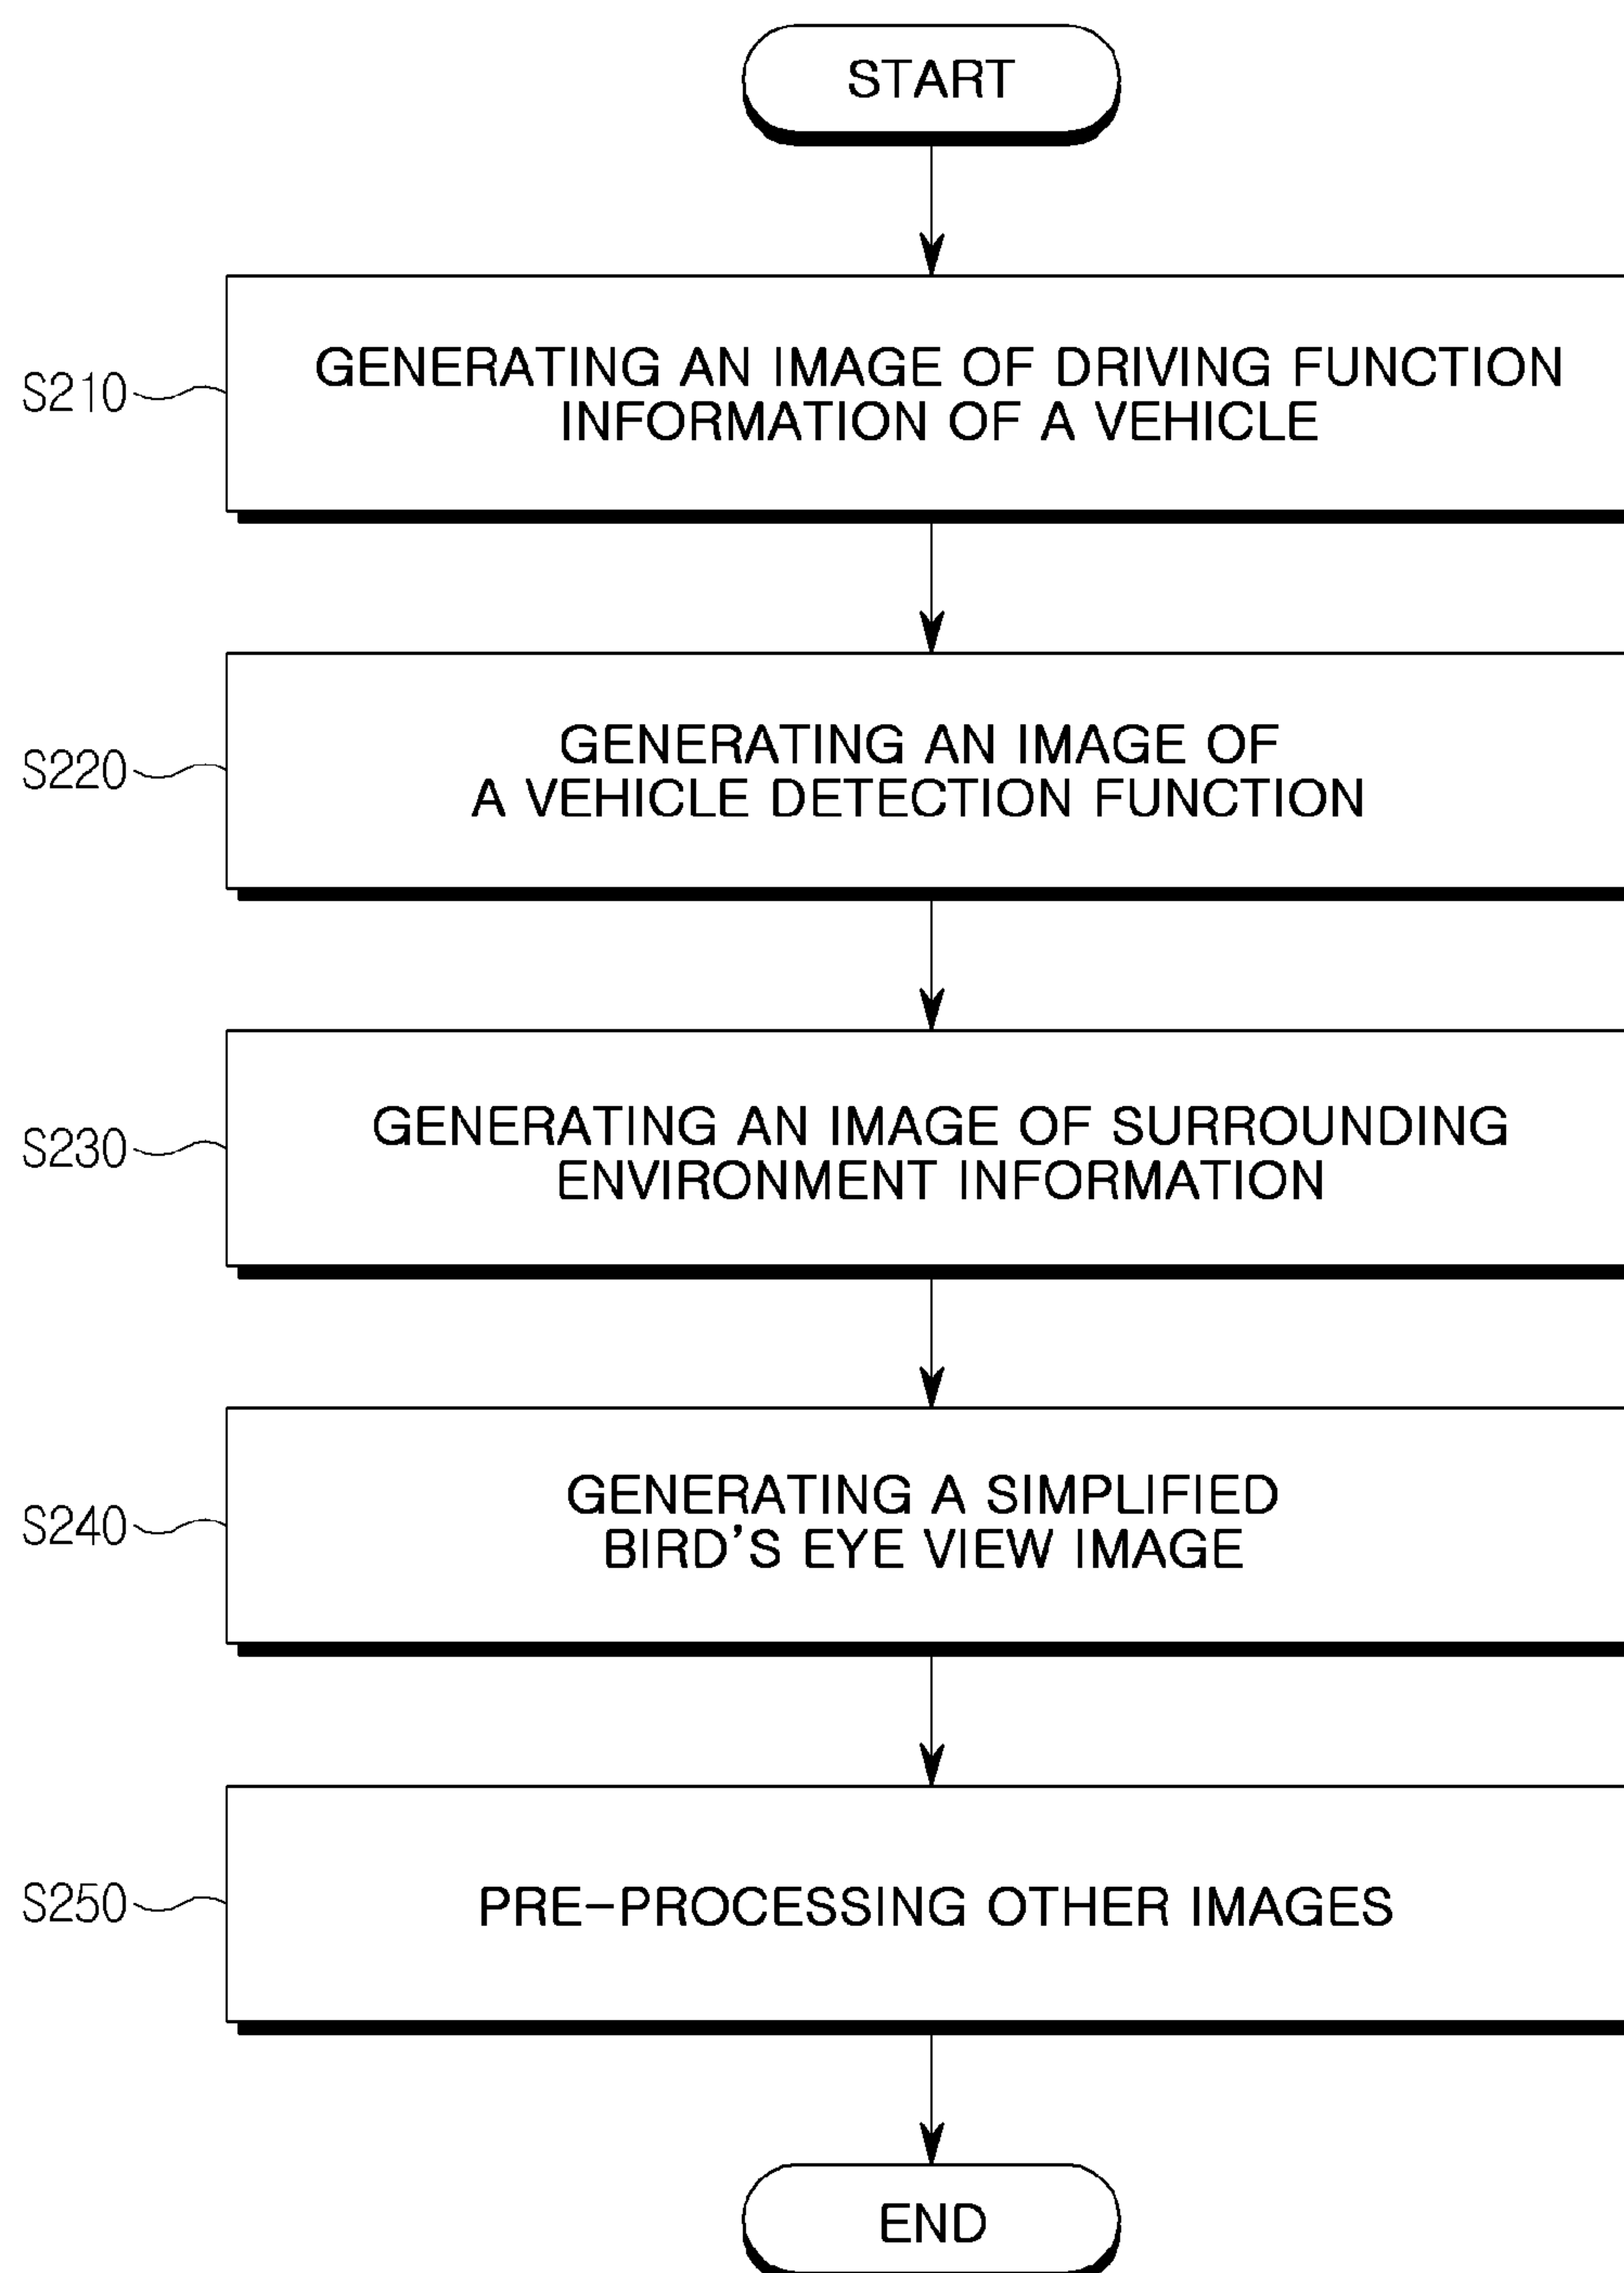 START
S210
GENERATING AN IMAGE OF DRIVING FUNCTION
INFORMATION OF A VEHICLE
S220
GENERATING AN IMAGE OF
A VEHICLE DETECTION FUNCTION
S230
GENERATING AN IMAGE OF SURROUNDING
ENVIRONMENT INFORMATION
S240
GENERATING A SIMPLIFIED
BIRD'S EYE VIEW IMAGE
S250
PRE-PROCESSING OTHER IMAGES
END